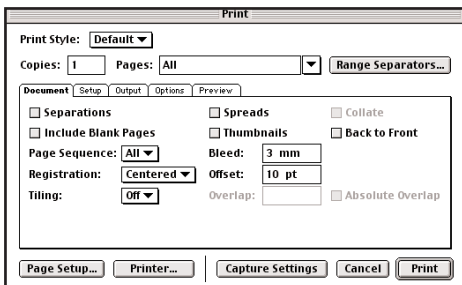 Print
Print Style: Default
Copies: 1 Pages: All Range Separators...
Document Setup Output Options Preview
Separations Spreads Collate
Include Blank Pages Thumbnails Back to Front
Page Sequence: All Bleed: 3 mm
Registration: Centered Offset: 10 pt
Tiling: Off Overlap: Absolute Overlap
Page Setup... Printer... Capture Settings Cancel Print